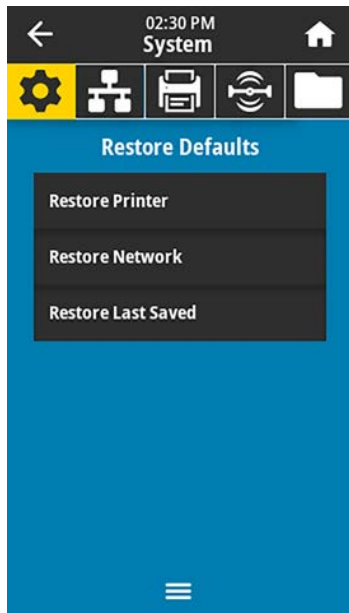 02:30 PM
System
Restore Defaults
Restore Printer
Restore Network
Restore Last Saved